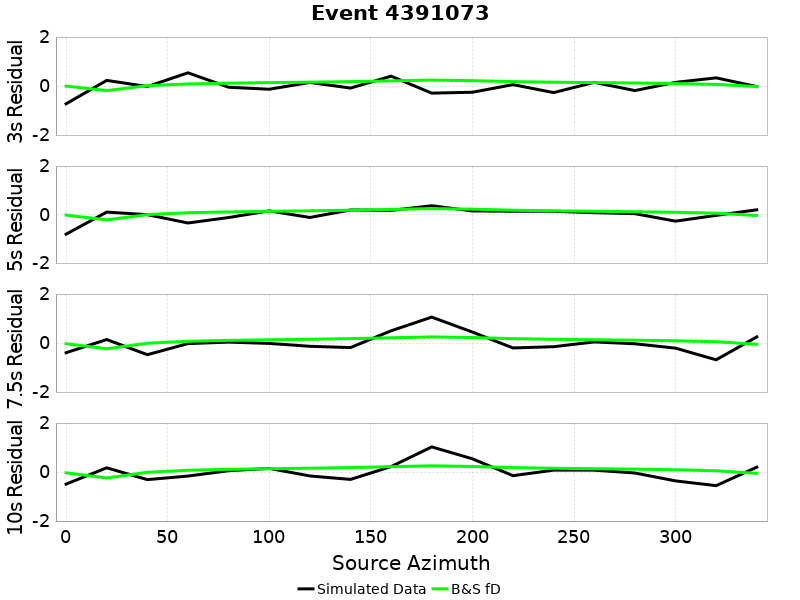 Event 4391073
3s Residual
2
0
-2
5s Residual
2
0
-2
7.5s Residual
2
0
-2
10s Residual
2
0
-2
0 50 100 150 200 250 300
Source Azimuth
Simulated Data B&S fD